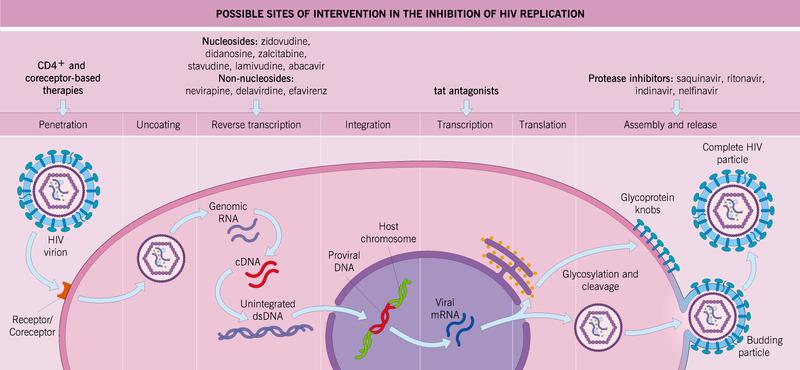 POSSIBLE SITES OF INTERVENTION IN THE INHIBITION OF HIV REPLICATION
CD4+ and
coreceptor-based
therapies
Nucleosides: zidovudine,
didanosine, zalcitabine,
stavudine, lamivudine, abacavir
Non-nucleosides:
nevirapine, delavirdine, efavirenz
tat antagonists
Protease inhibitors: saquinavir, ritonavir,
indinavir, nelfinavir
Penetration
Uncoating
Reverse transcription
Integration
Transcription
Translation
Assembly and release
HIV
virion
Receptor/
Coreceptor
Genomic
RNA
cDNA
Unintegrated
dsDNA
Proviral
DNA
Host
chromosome
Viral
mRNA
Glycosylation and
cleavage
Glycoprotein
knobs
Complete HIV
particle
Budding
particle